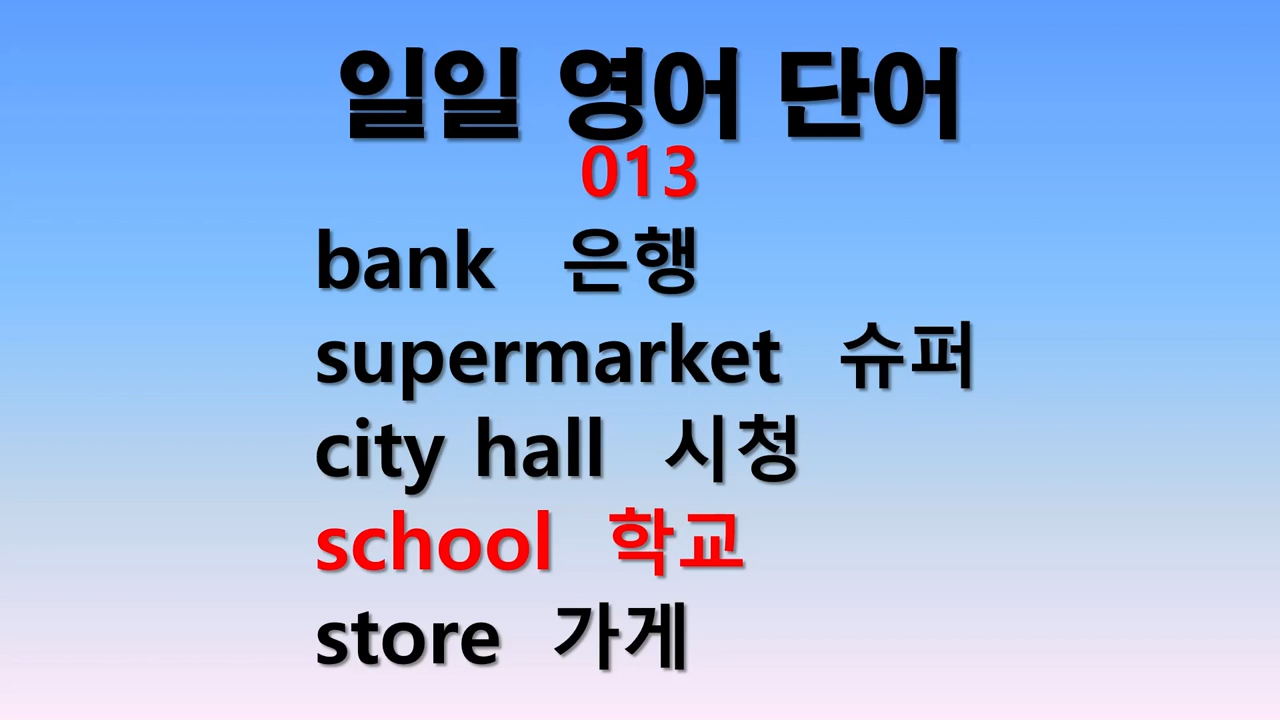 일일 영어 단어
013
bank 은행
supermarket 슈퍼
city hall 시청
school 학교
store 가게